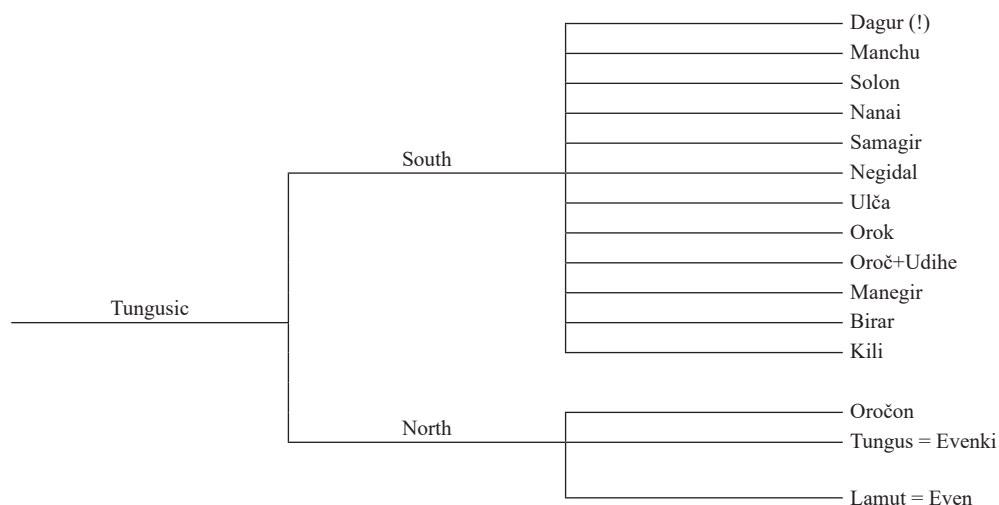 Dagur (!)
Manchu
Solon
Nanai
Samagir
South
Negidal
Ulča
Orok
Oroč+Udihe
Manegir
Tungusic
Birar
Kili
Oročon
North
Tungus = Evenki
Lamut = Even